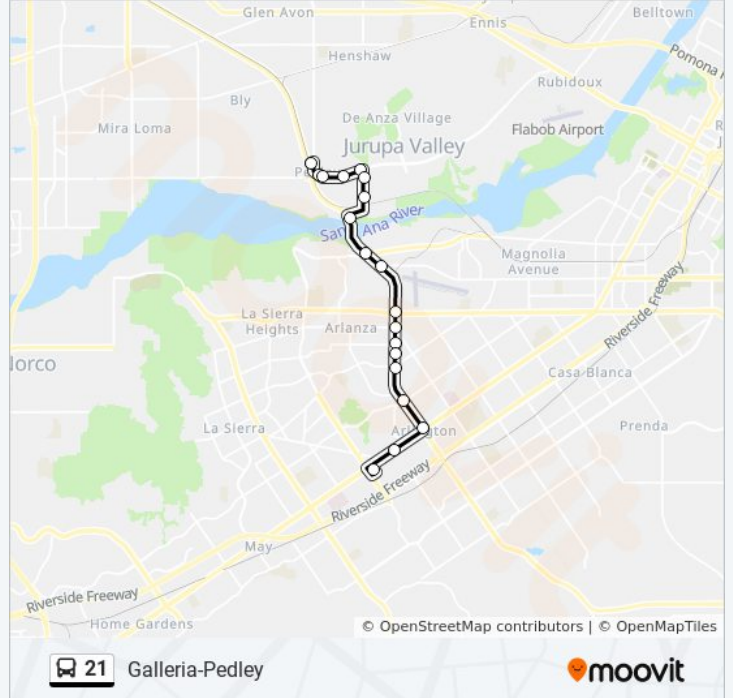 Glen Avon
Belltown
Ennis
Henshaw
Pomona
Rubidoux
Bly
De Anza Village
Mira Loma
Flabob Airport
Jurupa Valley
Pe
Santa Ana River
Magnolia
Avenue
La Sierra
Heights
Arlanza
Riverside Freeway
lorco
Casa Blanca
La Sierra
Arlington
Prenda
Riverside Freeway
May
Riverside Freeway
Home Gardens
© OpenStreetMap contributors | © OpenMapTiles
21 Galleria-Pedley
moovit